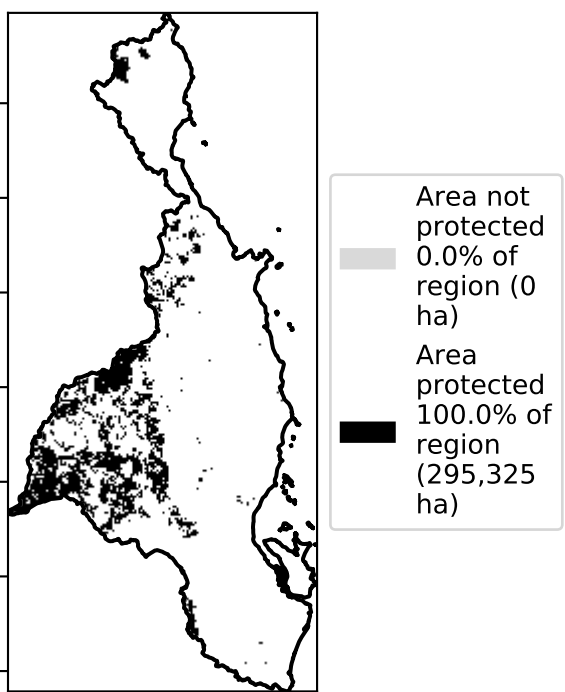 Area not
protected
0.0% of
region (0
ha)
Area
protected
100.0% of
region
(295,325
ha)